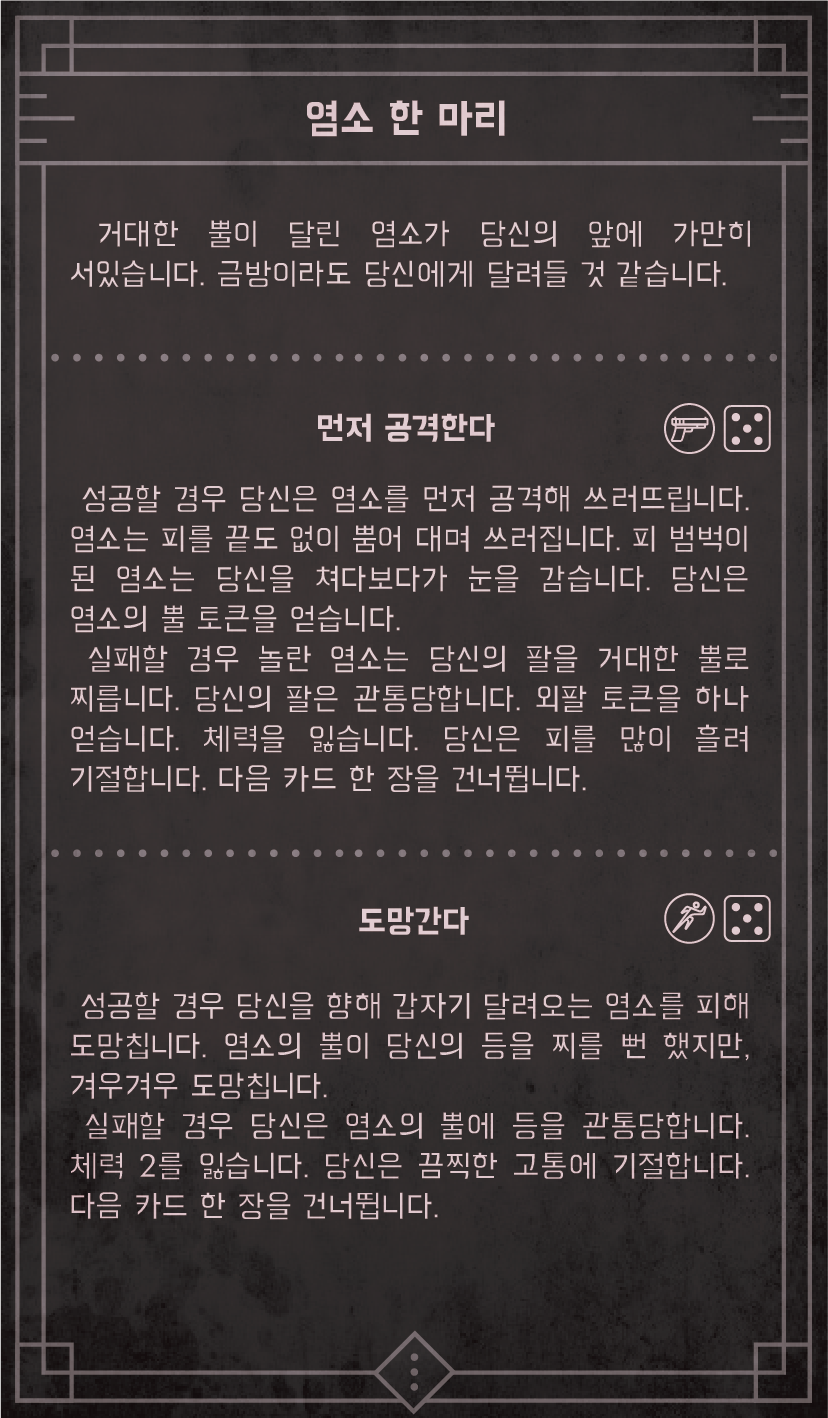 염소 한 마리
거대한 뿔이 달린 염소가 당신의 앞에 가만히
서있습니다. 금방이라도 당신에게 달려들 것 같습니다.
먼저 공격한다
성공할 경우 당신은 염소를 먼저 공격해 쓰러뜨립니다.
염소는 피를 끝도 없이 뿜어 대며 쓰러집니다. 피 범벅이
된 염소는 당신을 쳐다보다가 눈을 감습니다. 당신은
염소의 뿔 토큰을 얻습니다.
실패할 경우 놀란 염소는 당신의 팔을 거대한 뿔로
찌릅니다. 당신의 팔은 관통당합니다. 외팔 토큰을 하나
얻습니다. 체력을 잃습니다. 당신은 피를 많이 흘려
기절합니다. 다음 카드 한 장을 건너뜁니다.
도망간다
성공할 경우 당신을 향해 갑자기 달려오는 염소를 피해
도망칩니다. 염소의 뿔이 당신의 등을 찌를 뻔 했지만,
겨우겨우 도망칩니다.
실패할 경우 당신은 염소의 뿔에 등을 관통당합니다.
체력 2를 잃습니다. 당신은 끔찍한 고통에 기절합니다.
다음 카드 한 장을 건너뜁니다.